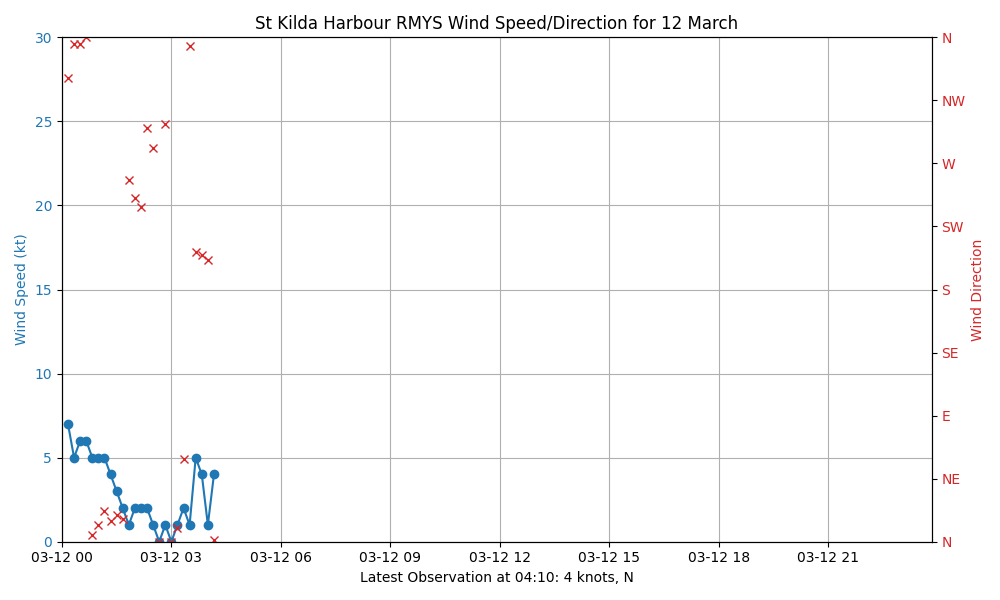 St Kilda Harbour RMYS Wind Speed/Direction for 12 March
30
25
20
15
10
5
0
Wind Speed (kt)
N
NW
W
SW
S
SE
E
NE
N
Wind Direction
03-12 00 03-12 03 03-12 06 03-12 09 03-12 12 03-12 15 03-12 18 03-12 21
Latest Observation at 04:10: 4 knots, N